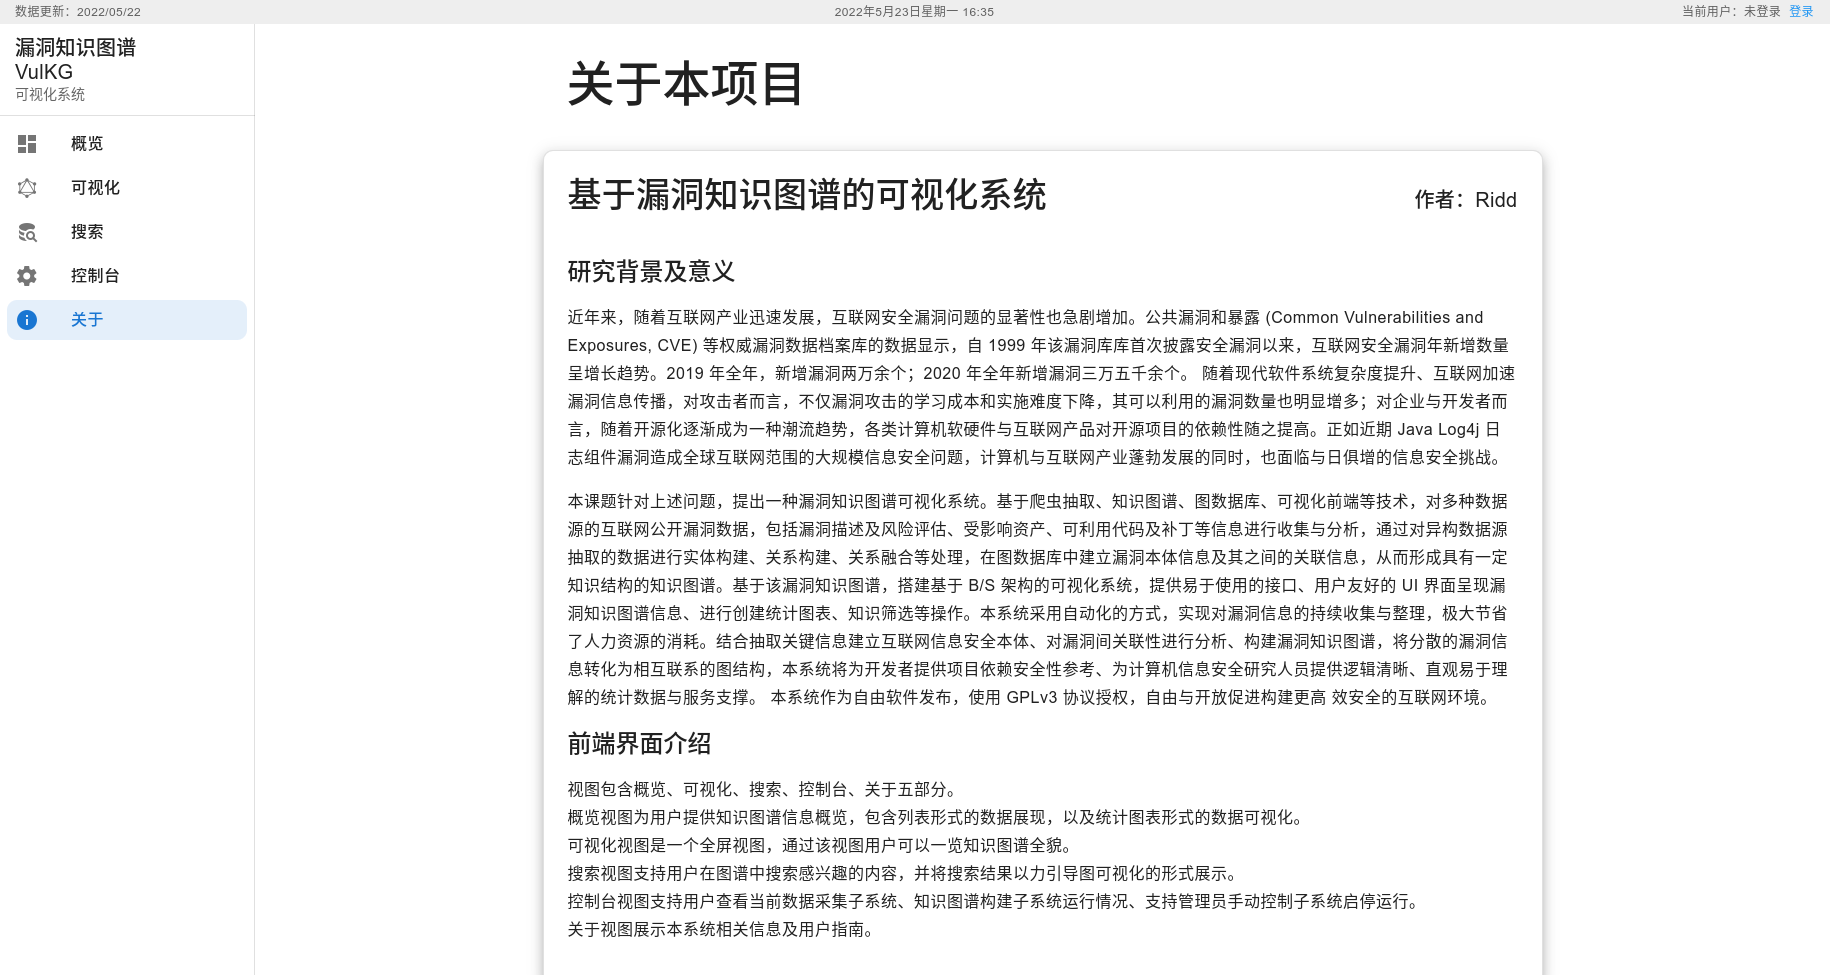 数据更新：2022/05/22
2022年5月23日星期一 16:35
当前用户：未登录 登录
漏洞知识图谱
VulKG
可视化系统
概览
可视化
搜索
控制台
关于
关于本项目
基于漏洞知识图谱的可视化系统
作者：Ridd
研究背景及意义
近年来，随着互联网产业迅速发展，互联网安全漏洞问题的显著性也急剧增加。公共漏洞和暴露 (Common Vulnerabilities and
Exposures, CVE) 等权威漏洞数据档案库的数据显示，自 1999 年该漏洞库库首次披露安全漏洞以来，互联网安全漏洞年新增数量
呈增长趋势。2019 年全年，新增漏洞两万余个；2020 年全年新增漏洞三万五千余个。 随着现代软件系统复杂度提升、互联网加速
漏洞信息传播，对攻击者而言，不仅漏洞攻击的学习成本和实施难度下降，其可以利用的漏洞数量也明显增多；对企业与开发者而
言，随着开源化逐渐成为一种潮流趋势，各类计算机软硬件与互联网产品对开源项目的依赖性随之提高。正如近期 Java Log4j 日
志组件漏洞造成全球互联网范围的大规模信息安全问题，计算机与互联网产业蓬勃发展的同时，也面临与日俱增的信息安全挑战。
本课题针对上述问题，提出一种漏洞知识图谱可视化系统。基于爬虫抽取、知识图谱、图数据库、可视化前端等技术，对多种数据
源的互联网公开漏洞数据，包括漏洞描述及风险评估、受影响资产、可利用代码及补丁等信息进行收集与分析，通过对异构数据源
抽取的数据进行实体构建、关系构建、关系融合等处理，在图数据库中建立漏洞本体信息及其之间的关联信息，从而形成具有一定
知识结构的知识图谱。基于该漏洞知识图谱，搭建基于 B/S 架构的可视化系统，提供易于使用的接口、用户友好的 UI 界面呈现漏
洞知识图谱信息、进行创建统计图表、知识筛选等操作。本系统采用自动化的方式，实现对漏洞信息的持续收集与整理，极大节省
了人力资源的消耗。结合抽取关键信息建立互联网信息安全本体、对漏洞间关联性进行分析、构建漏洞知识图谱，将分散的漏洞信
息转化为相互联系的图结构，本系统将为开发者提供项目依赖安全性参考、为计算机信息安全研究人员提供逻辑清晰、直观易于理
解的统计数据与服务支撑。 本系统作为自由软件发布，使用 GPLv3 协议授权，自由与开放促进构建更高 效安全的互联网环境。
前端界面介绍
视图包含概览、可视化、搜索、控制台、关于五部分。
概览视图为用户提供知识图谱信息概览，包含列表形式的数据展现，以及统计图表形式的数据可视化。
可视化视图是一个全屏视图，通过该视图用户可以一览知识图谱全貌。
搜索视图支持用户在图谱中搜索感兴趣的内容，并将搜索结果以力引导图可视化的形式展示。
控制台视图支持用户查看当前数据采集子系统、知识图谱构建子系统运行情况、支持管理员手动控制子系统启停运行。
关于视图展示本系统相关信息及用户指南。